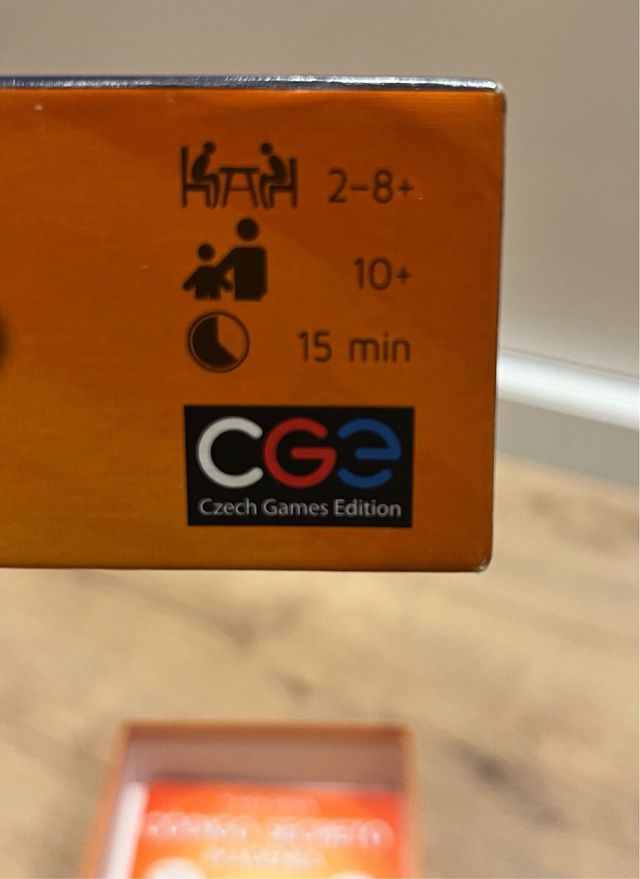 2–8+
10+
15 min
CGE
Czech Games Edition